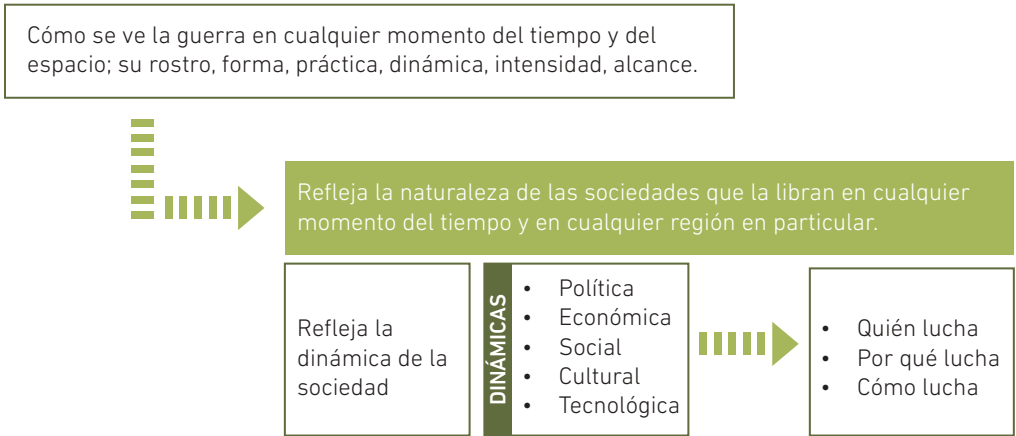 Cómo se ve la guerra en cualquier momento del tiempo y del
espacio; su rostro, forma, práctica, dinámica, intensidad, alcance.
Refleja la naturaleza de las sociedades que la libran en cualquier
momento del tiempo y en cualquier región en particular.
Refleja la
dinámica de la
sociedad
DINÁMICAS
• Política
• Económica
• Social
• Cultural
• Tecnológica
• Quién lucha
• Por qué lucha
• Cómo lucha